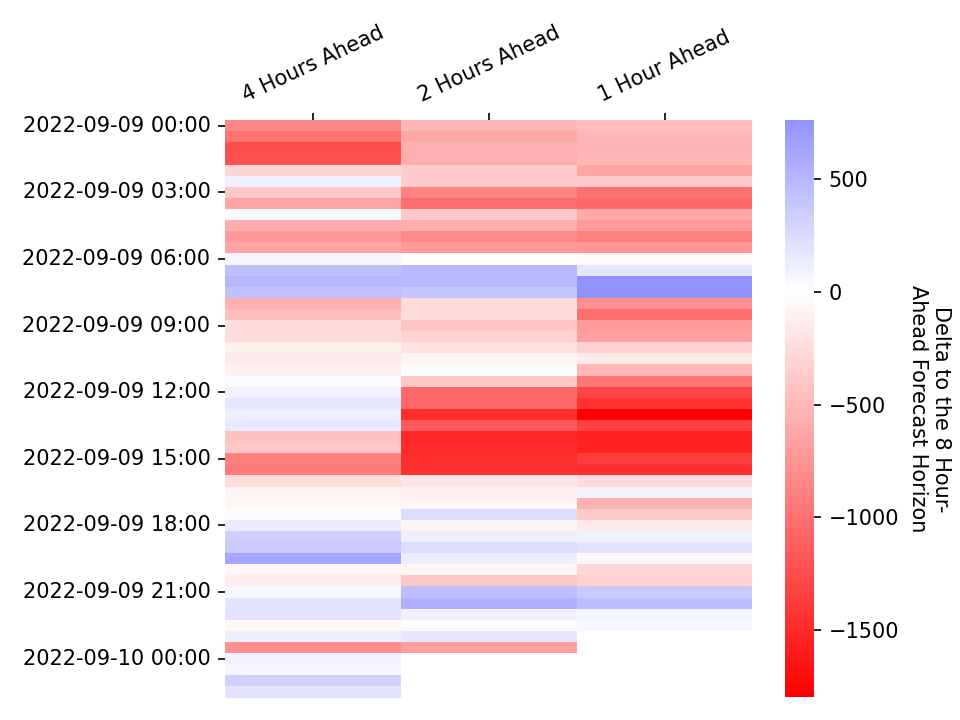 4 Hours Ahead
2 Hours Ahead
1 Hour Ahead
2022-09-09 00:00
2022-09-09 03:00
2022-09-09 06:00
2022-09-09 09:00
2022-09-09 12:00
2022-09-09 15:00
2022-09-09 18:00
2022-09-09 21:00
2022-09-10 00:00
500
0
−500
−1000
−1500
Delta to the 8 Hour-
Ahead Forecast Horizon